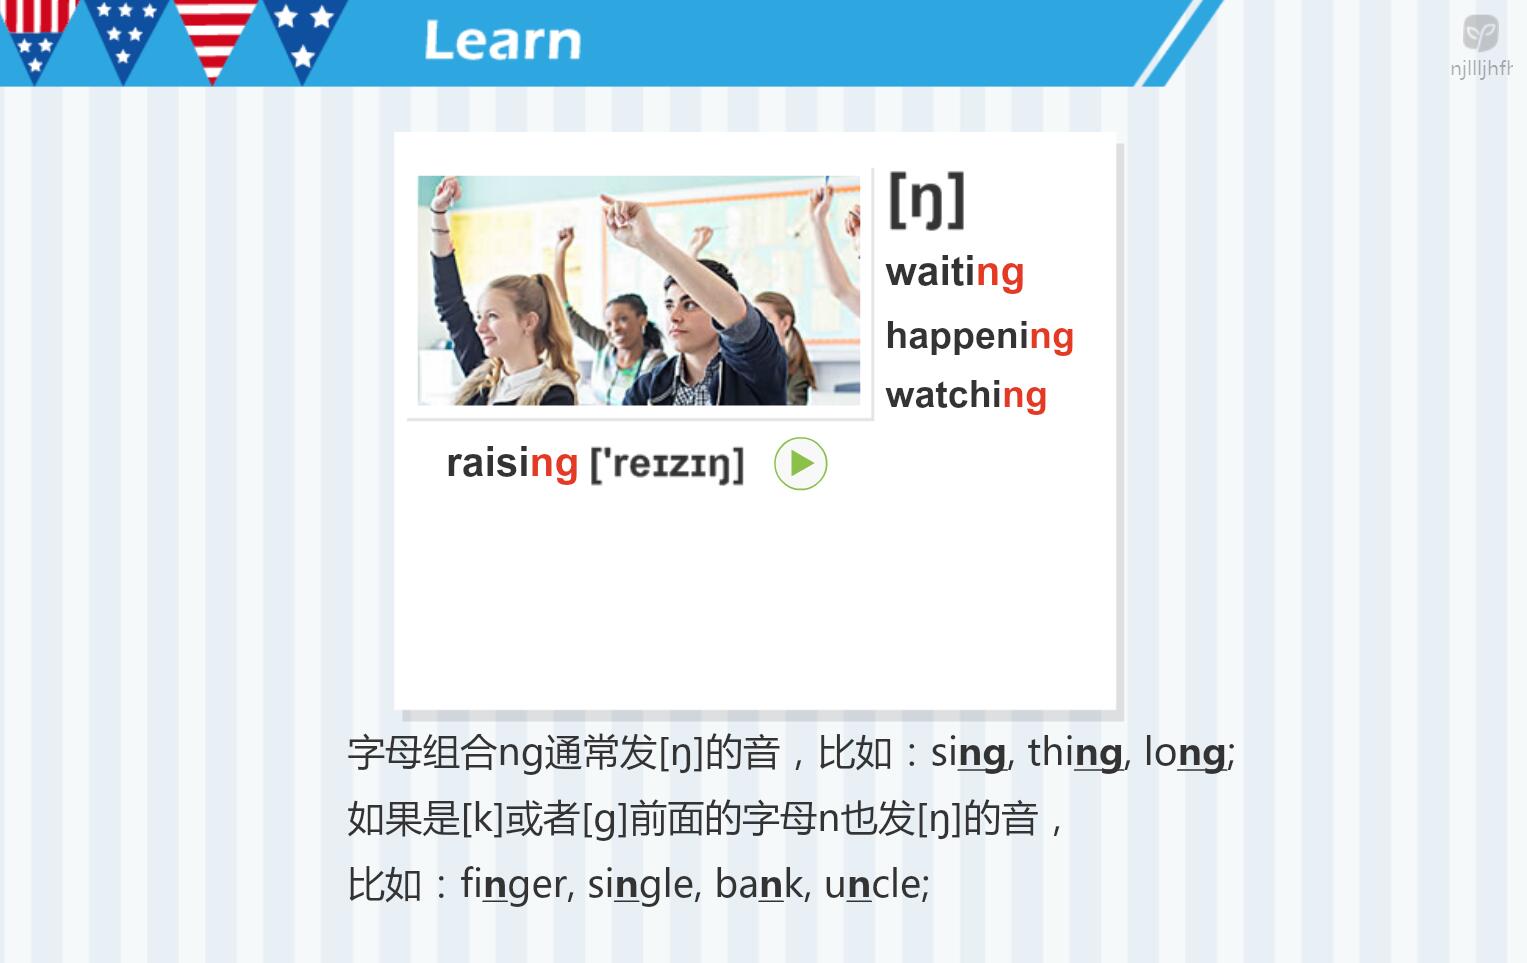 Learn
njllljhfh
[ŋ]
waiting
happening
watching
raising ['reɪzɪŋ]
字母组合ng通常发[ŋ]的音，比如：sing, thing, long;
如果是[k]或者[g]前面的字母n也发[ŋ]的音，
比如：finger, single, bank, uncle;